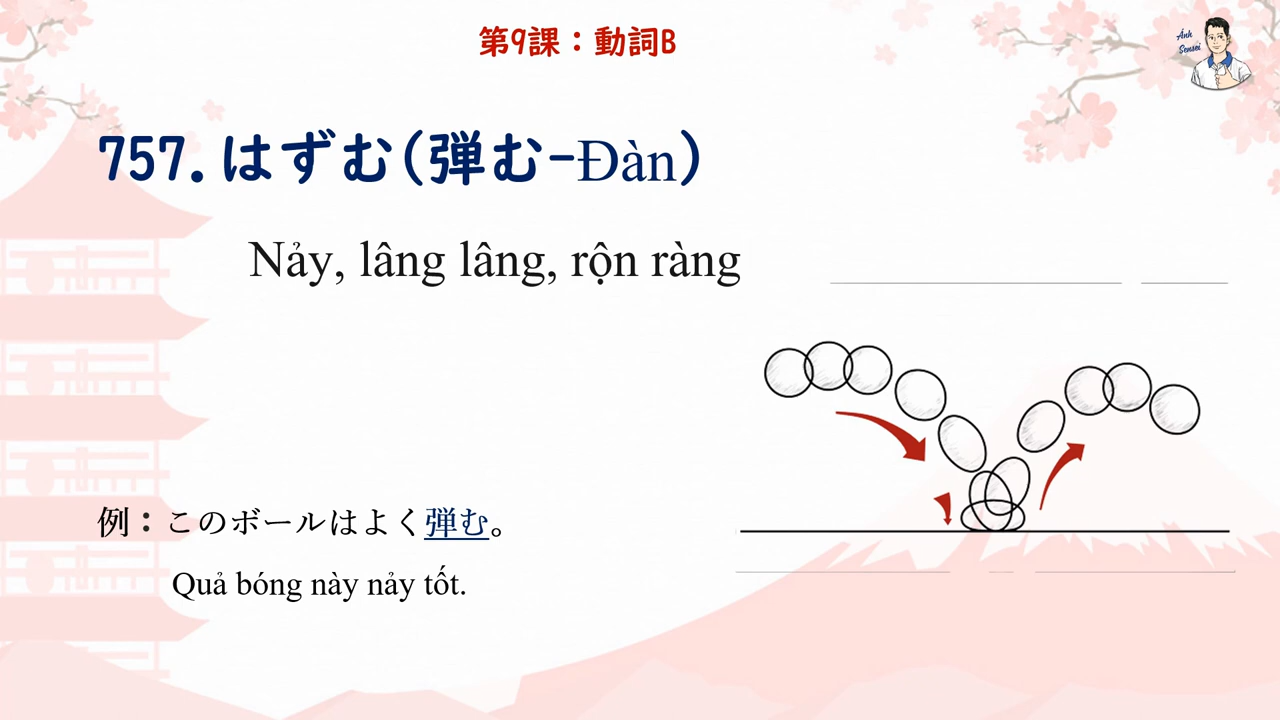 第9課：動詞B
Anh
Sensei
757.はずむ(弾む-Đàn)
Nảy, lâng lâng, rộn ràng
例：このボールはよく弾む。
Quả bóng này nảy tốt.